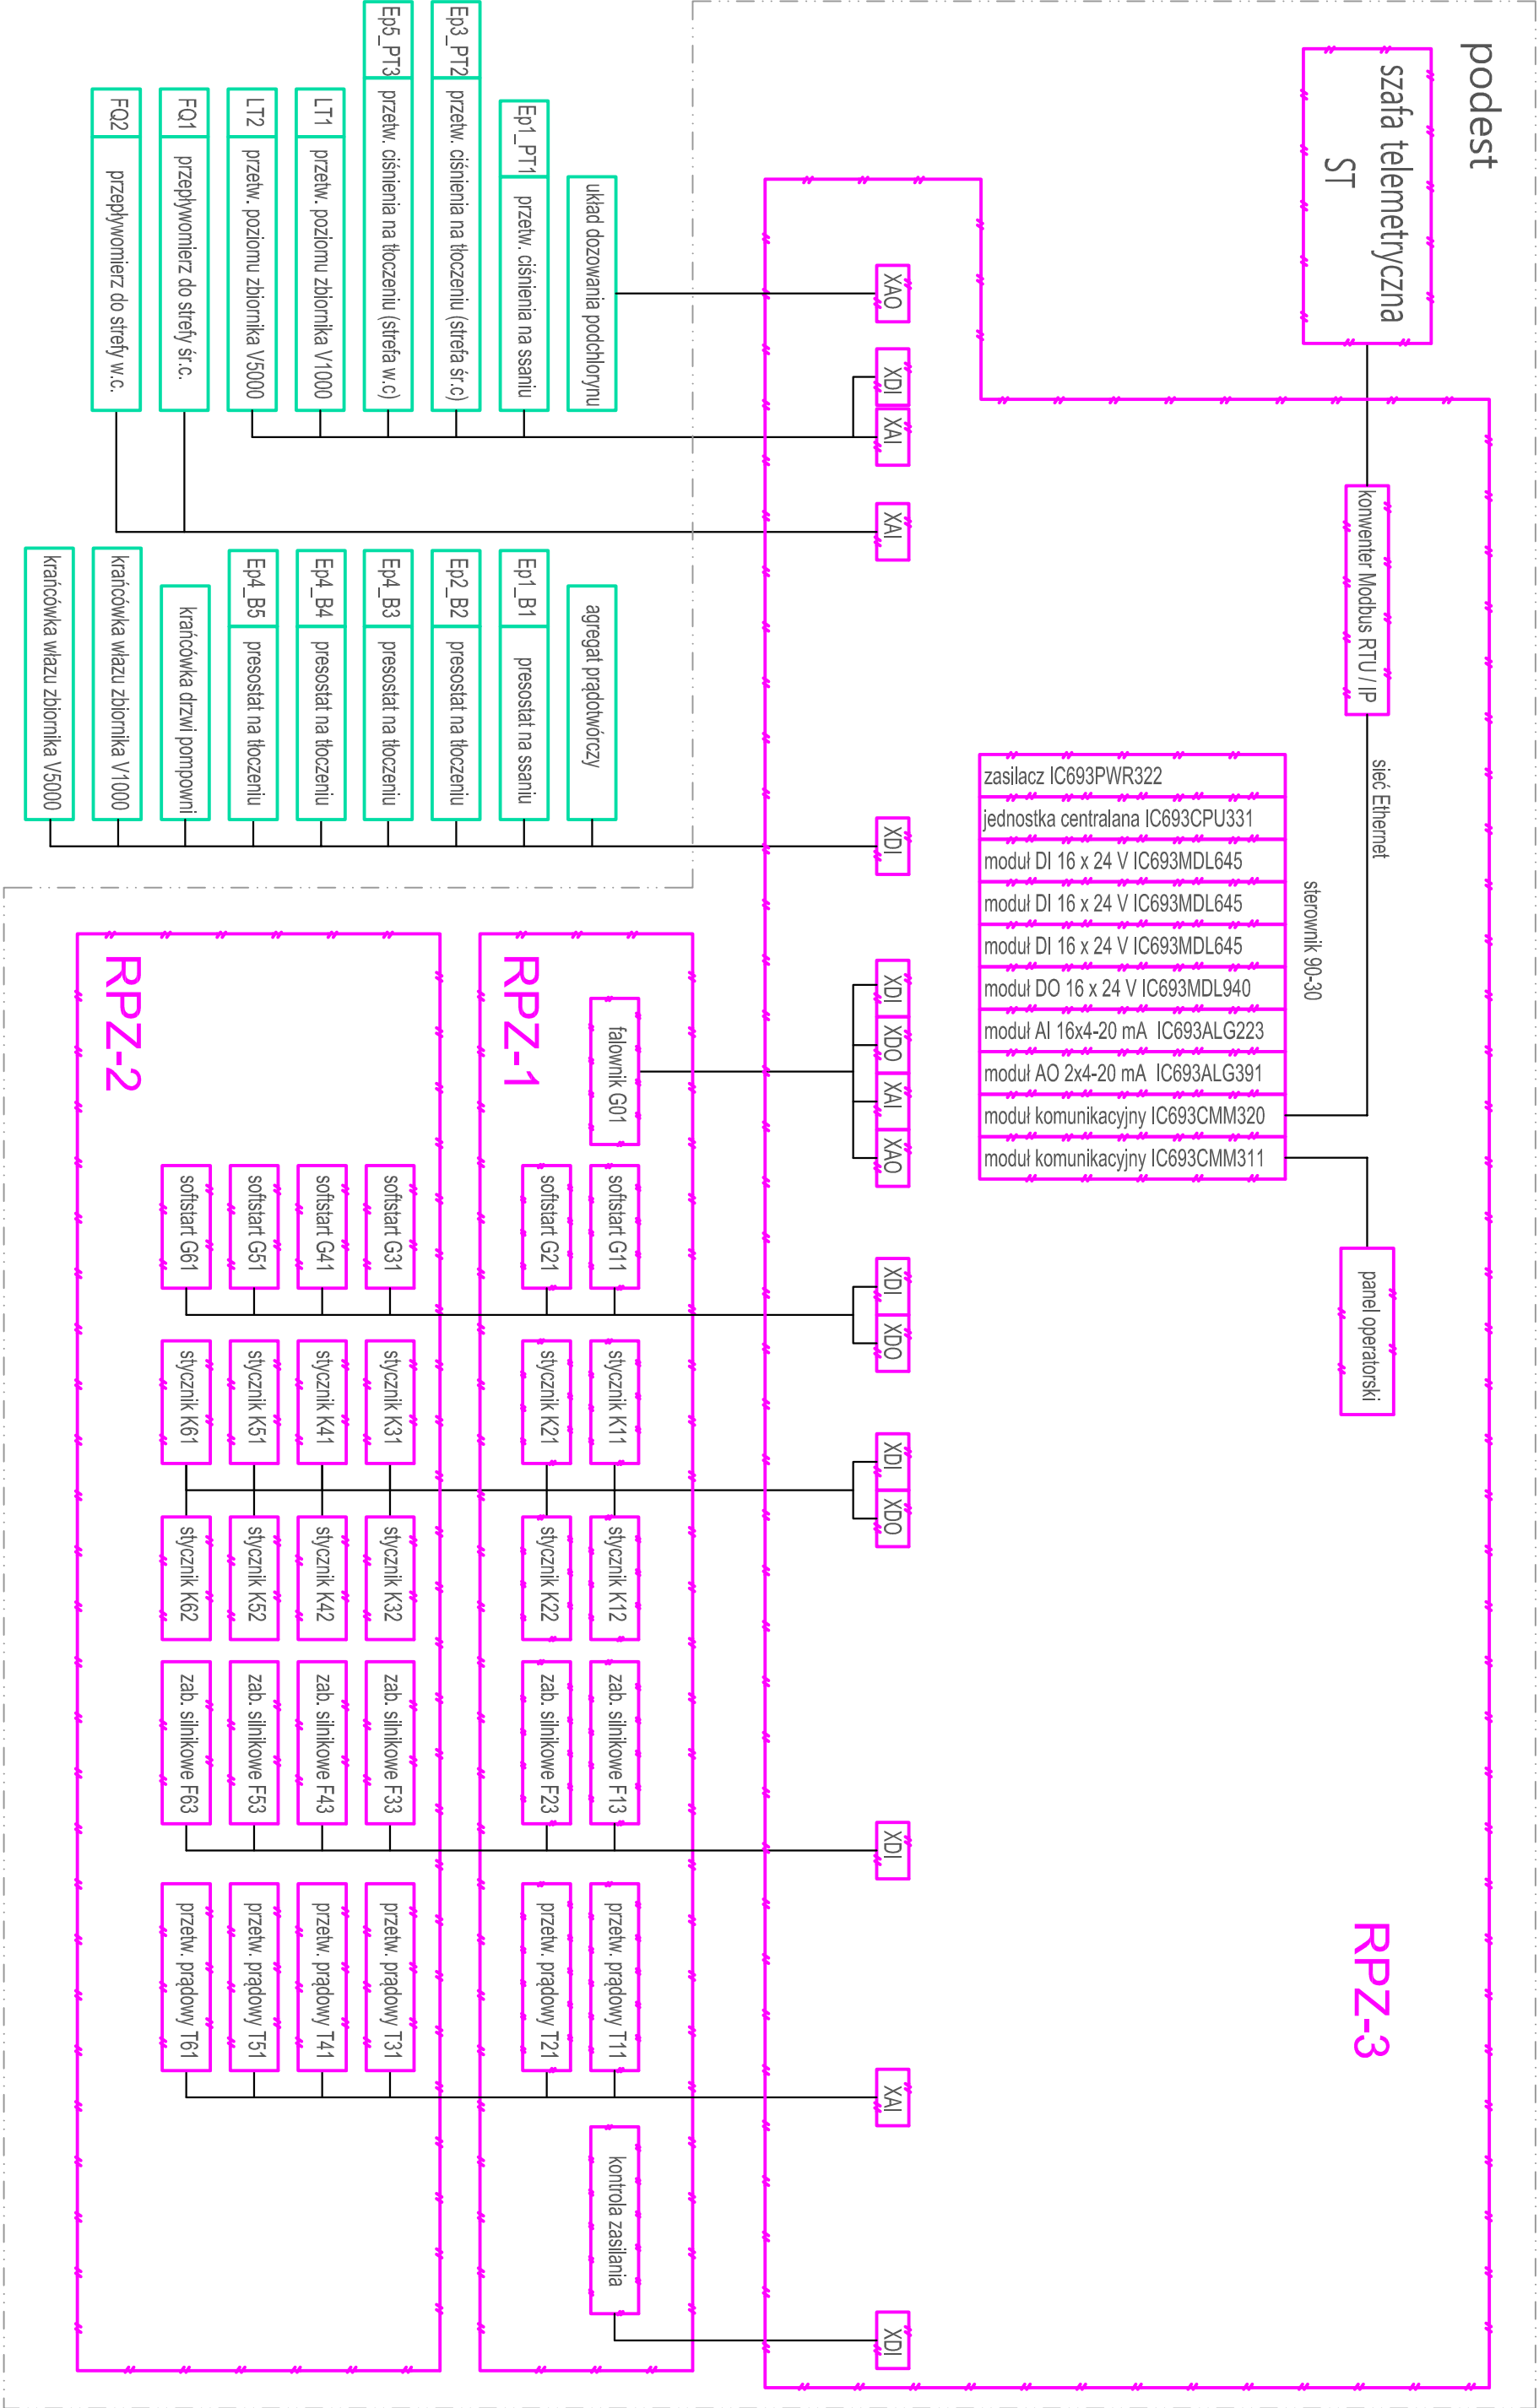 podest
szafa telemetryczna
ST
konwenter Modbus RTU / IP
sieć Ethernet
panel operatorski
RPZ-3
sterownik 90-30
zasilacz IC693PWR322
jednostka centralana IC693CPU331
moduł DI 16 x 24 V IC693MDL645
moduł DI 16 x 24 V IC693MDL645
moduł DI 16 x 24 V IC693MDL645
moduł DO 16 x 24 V IC693MDL940
moduł AI 16x4-20 mA IC693ALG223
moduł AO 2x4-20 mA IC693ALG391
moduł komunikacyjny IC693CMM320
moduł komunikacyjny IC693CMM311
XAO
XDI
XAI
XAI
XDI
XDI
XDO
XAI
XAO
XDI
XDO
XDI
XDO
XDI
XAI
XDI
układ dozowania podchlorynu
Ep1_PT1 przetw. ciśnienia na ssaniu
Ep3_PT2 przetw. ciśnienia na tłoczeniu (strefa śr.c)
Ep5_PT3 przetw. ciśnienia na tłoczeniu (strefa w.c)
LT1 przetw. poziomu zbiornika V1000
LT2 przetw. poziomu zbiornika V5000
FQ1 przepływomierz do strefy śr.c.
FQ2 przepływomierz do strefy w.c.
agregat prądotwórczy
Ep1_B1 presostat na ssaniu
Ep2_B2 presostat na tłoczeniu
Ep4_B3 presostat na tłoczeniu
Ep4_B4 presostat na tłoczeniu
Ep4_B5 presostat na tłoczeniu
krańcówka drzwi pompowni
krańcówka włazu zbiornika V1000
krańcówka włazu zbiornika V5000
RPZ-1
falownik G01
softstart G11
stycznik K11
stycznik K12
zab. silnikowe F13
przetw. prądowy T11
kontrola zasilania
softstart G21
stycznik K21
stycznik K22
zab. silnikowe F23
przetw. prądowy T21
RPZ-2
softstart G31
stycznik K31
stycznik K32
zab. silnikowe F33
przetw. prądowy T31
softstart G41
stycznik K41
stycznik K42
zab. silnikowe F43
przetw. prądowy T41
softstart G51
stycznik K51
stycznik K52
zab. silnikowe F53
przetw. prądowy T51
softstart G61
stycznik K61
stycznik K62
zab. silnikowe F63
przetw. prądowy T61